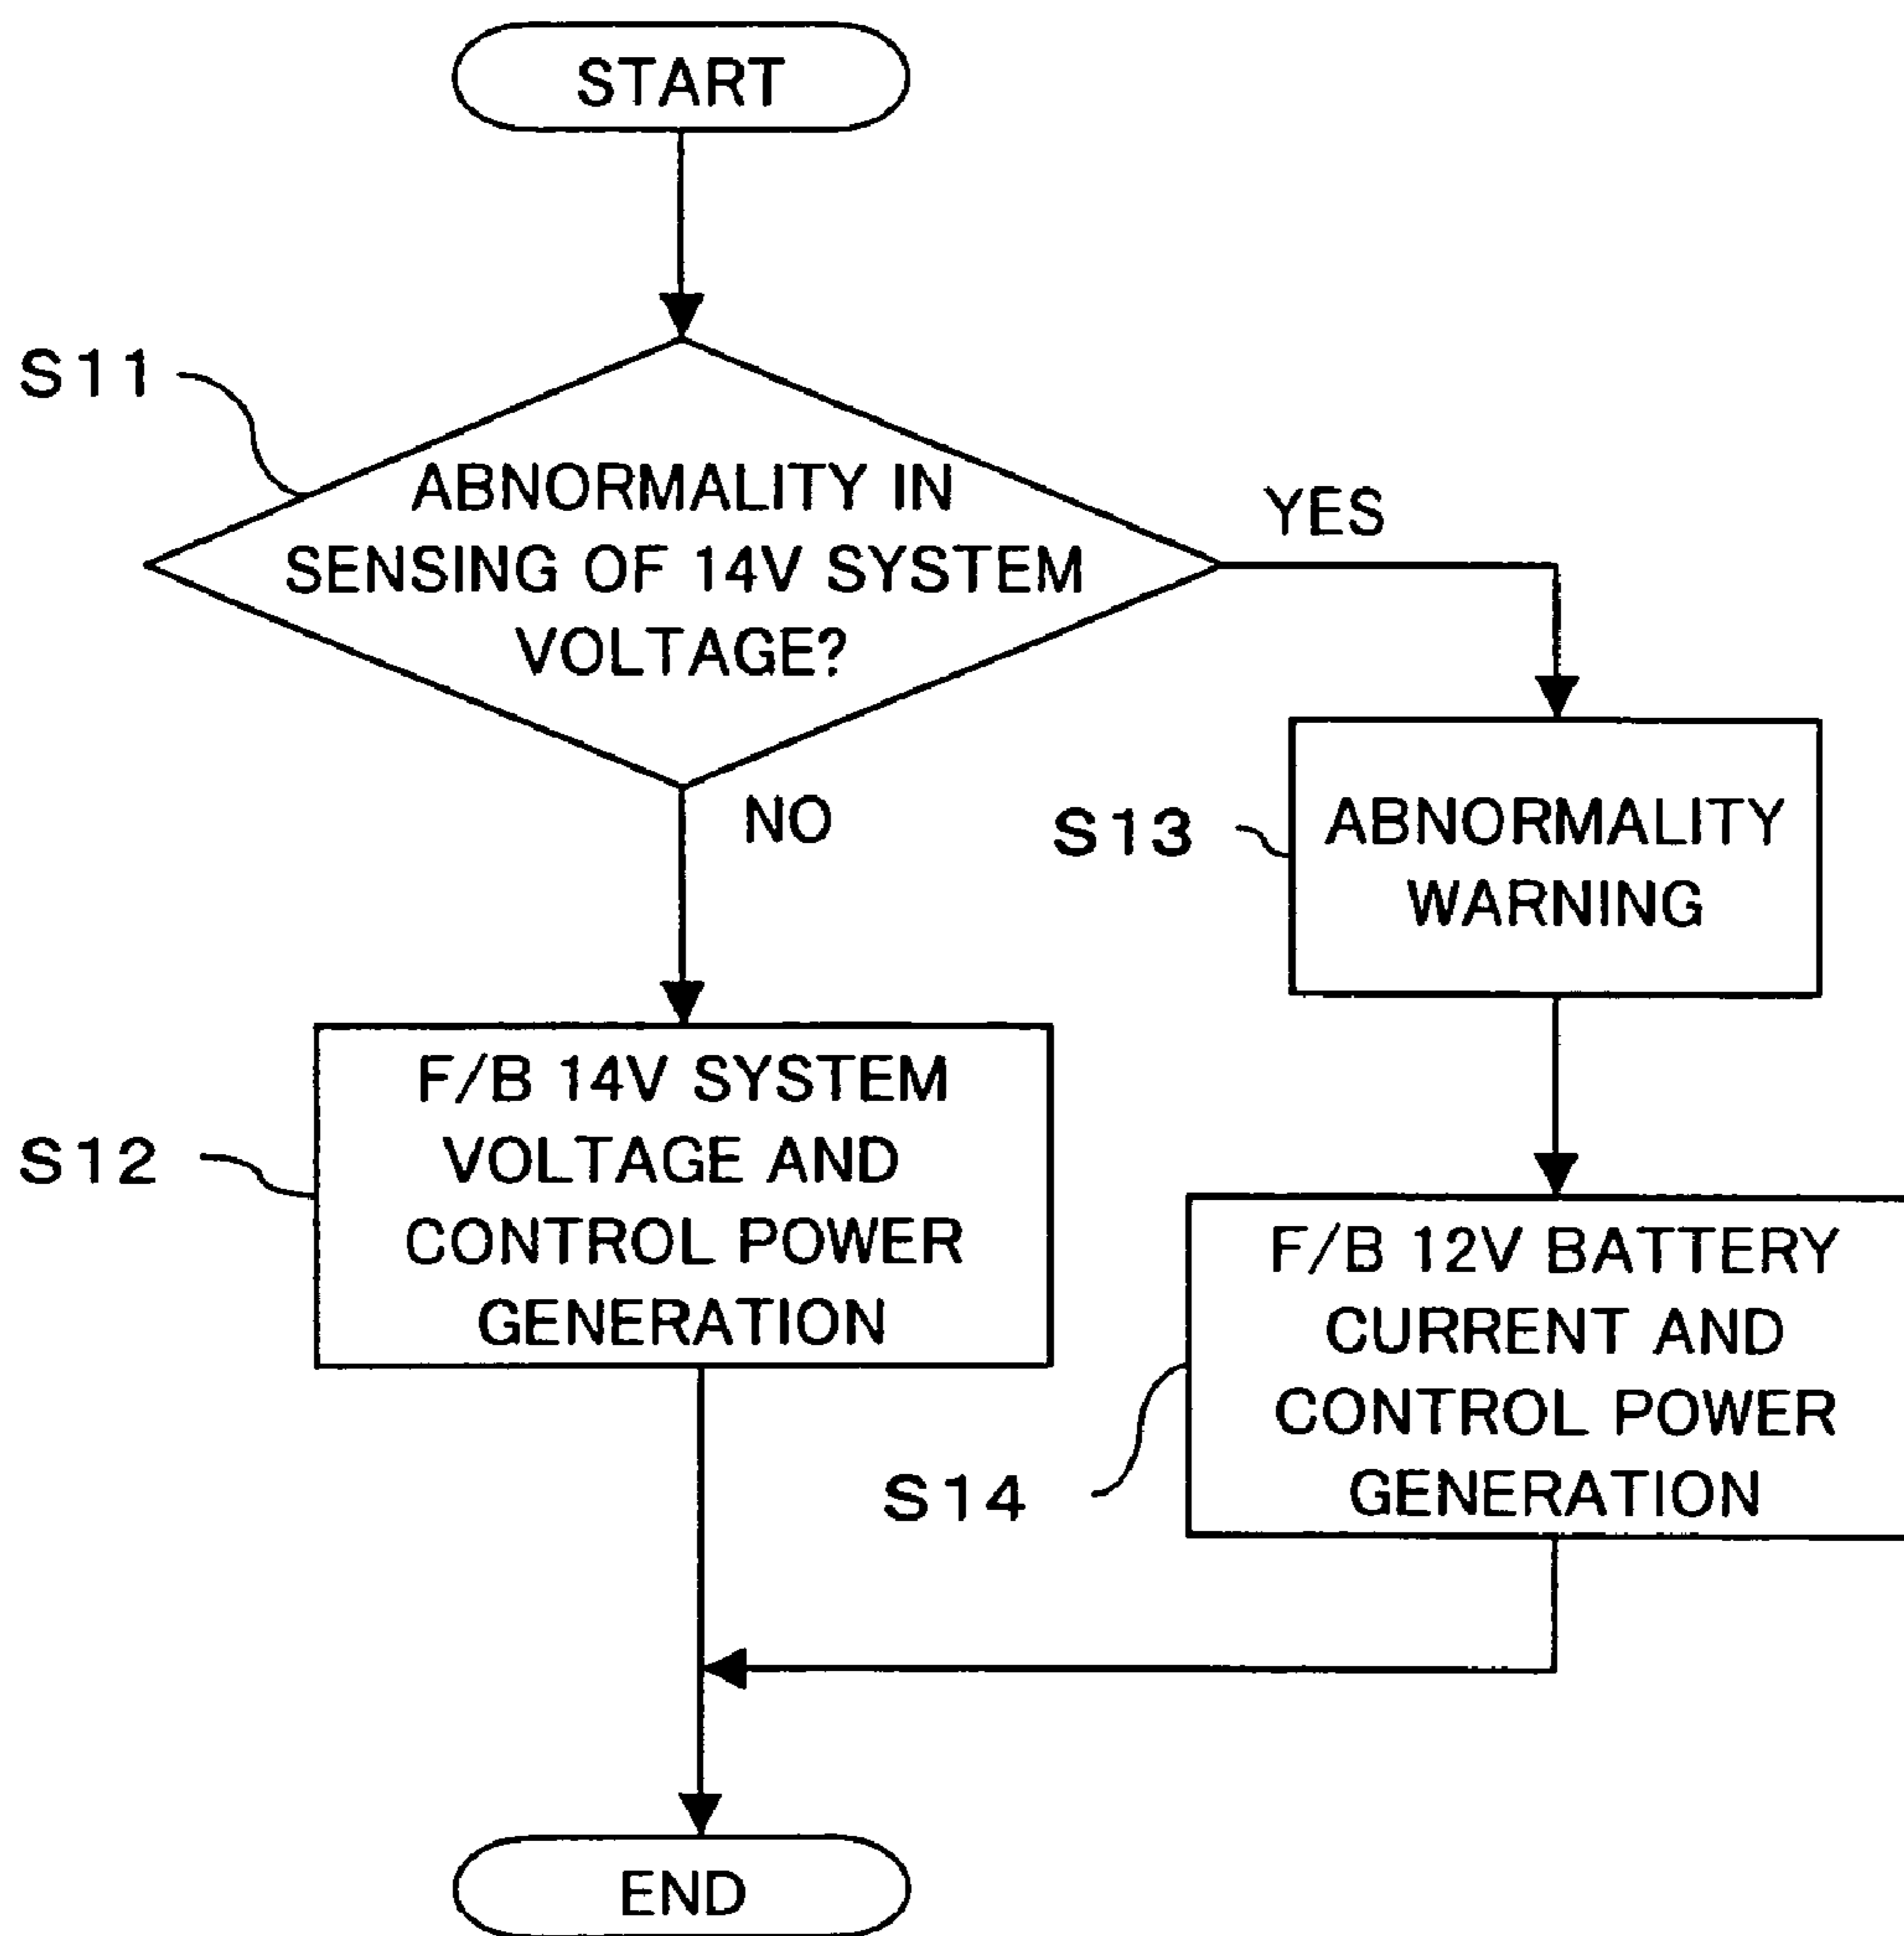 START
S11
ABNORMALITY IN
SENSING OF 14V SYSTEM
VOLTAGE?
YES
NO
S13
ABNORMALITY
WARNING
S12
F/B 14V SYSTEM
VOLTAGE AND
CONTROL POWER
GENERATION
S14
F/B 12V BATTERY
CURRENT AND
CONTROL POWER
GENERATION
END